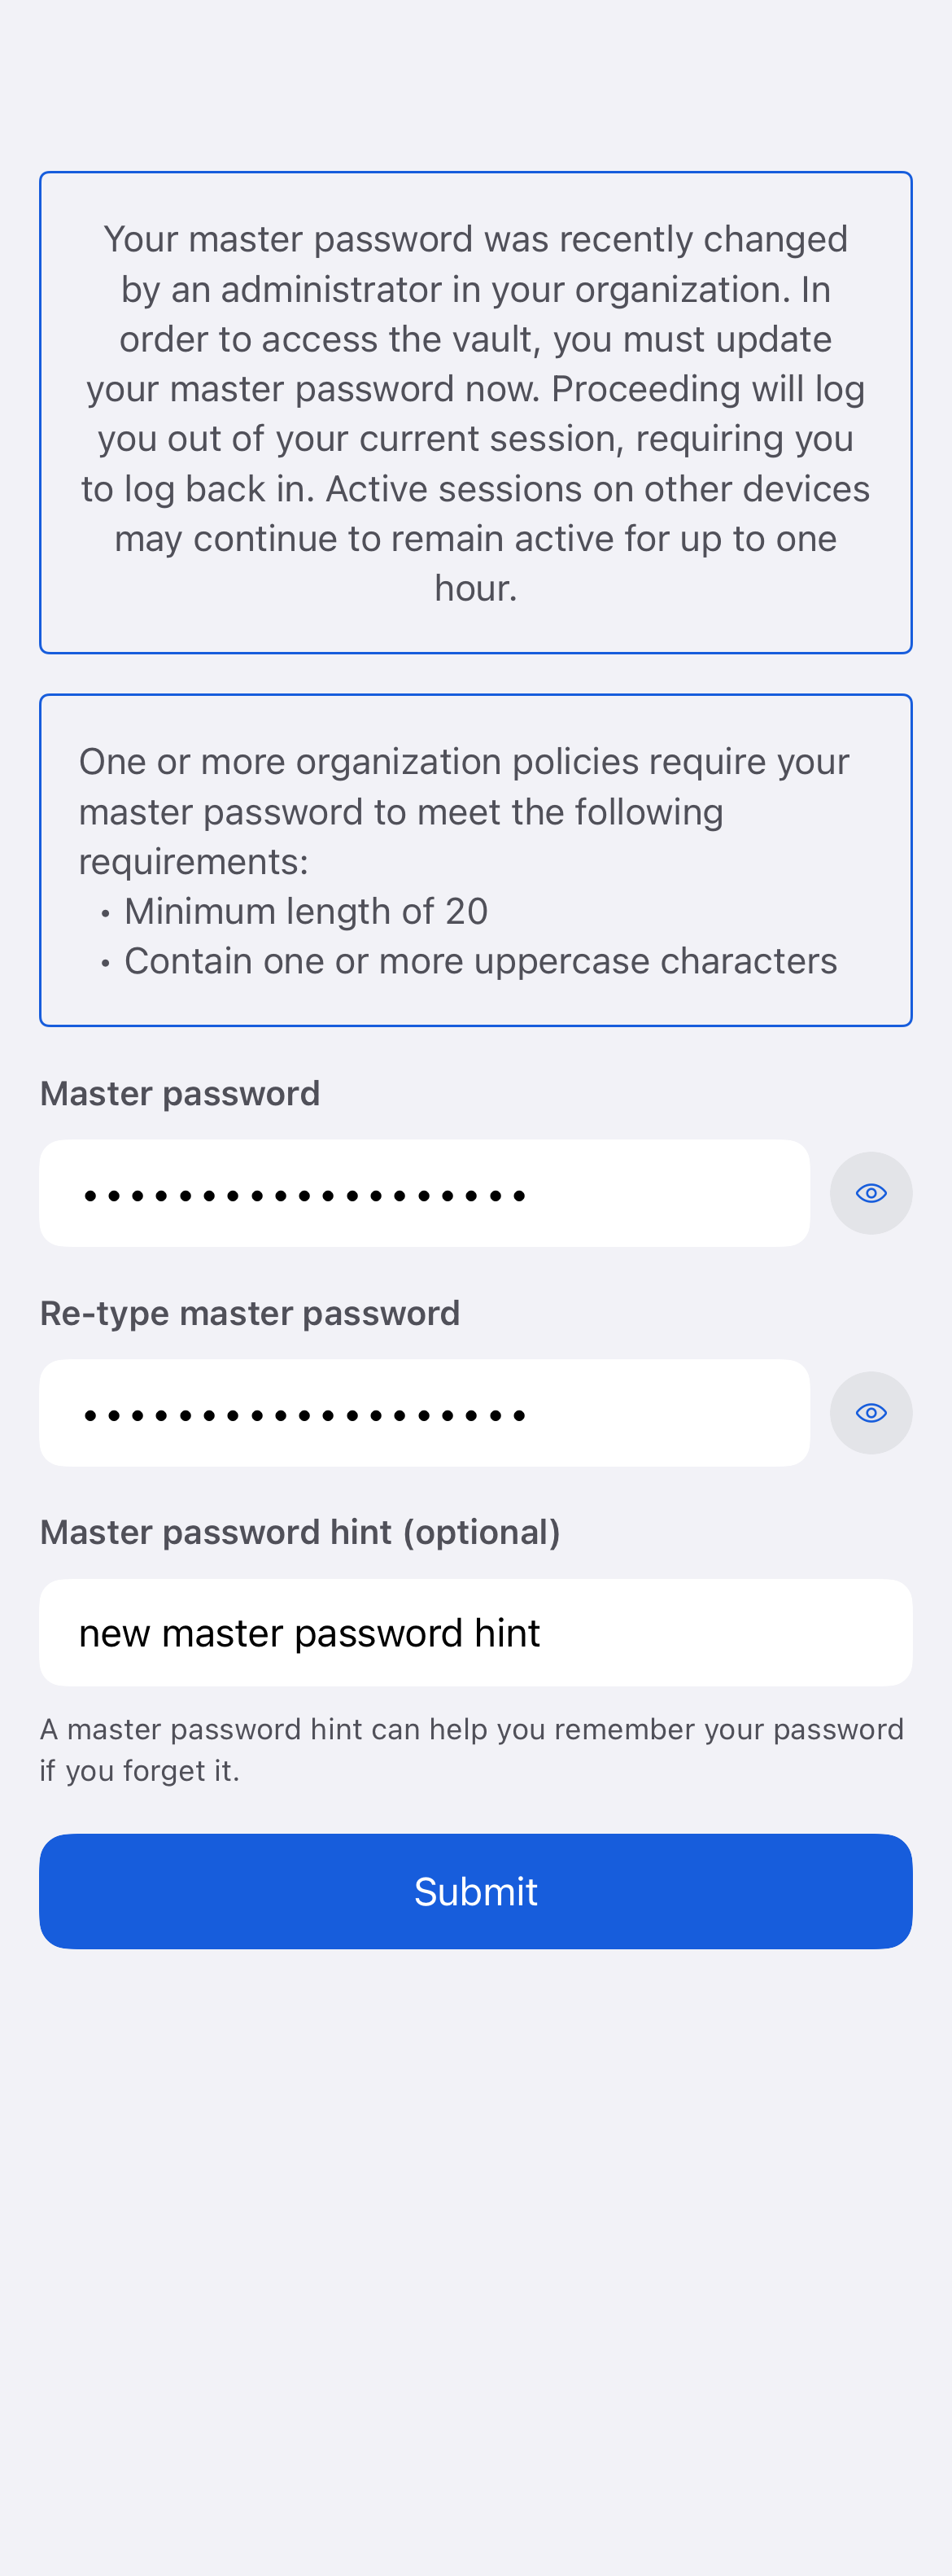 Your master password was recently changed
by an administrator in your organization. In
order to access the vault, you must update
your master password now. Proceeding will log
you out of your current session, requiring you
to log back in. Active sessions on other devices
may continue to remain active for up to one
hour.
One or more organization policies require your
master password to meet the following
requirements:
• Minimum length of 20
• Contain one or more uppercase characters
Master password
•••••••••••••••••••
Re-type master password
•••••••••••••••••••
Master password hint (optional)
new master password hint
A master password hint can help you remember your password
if you forget it.
Submit